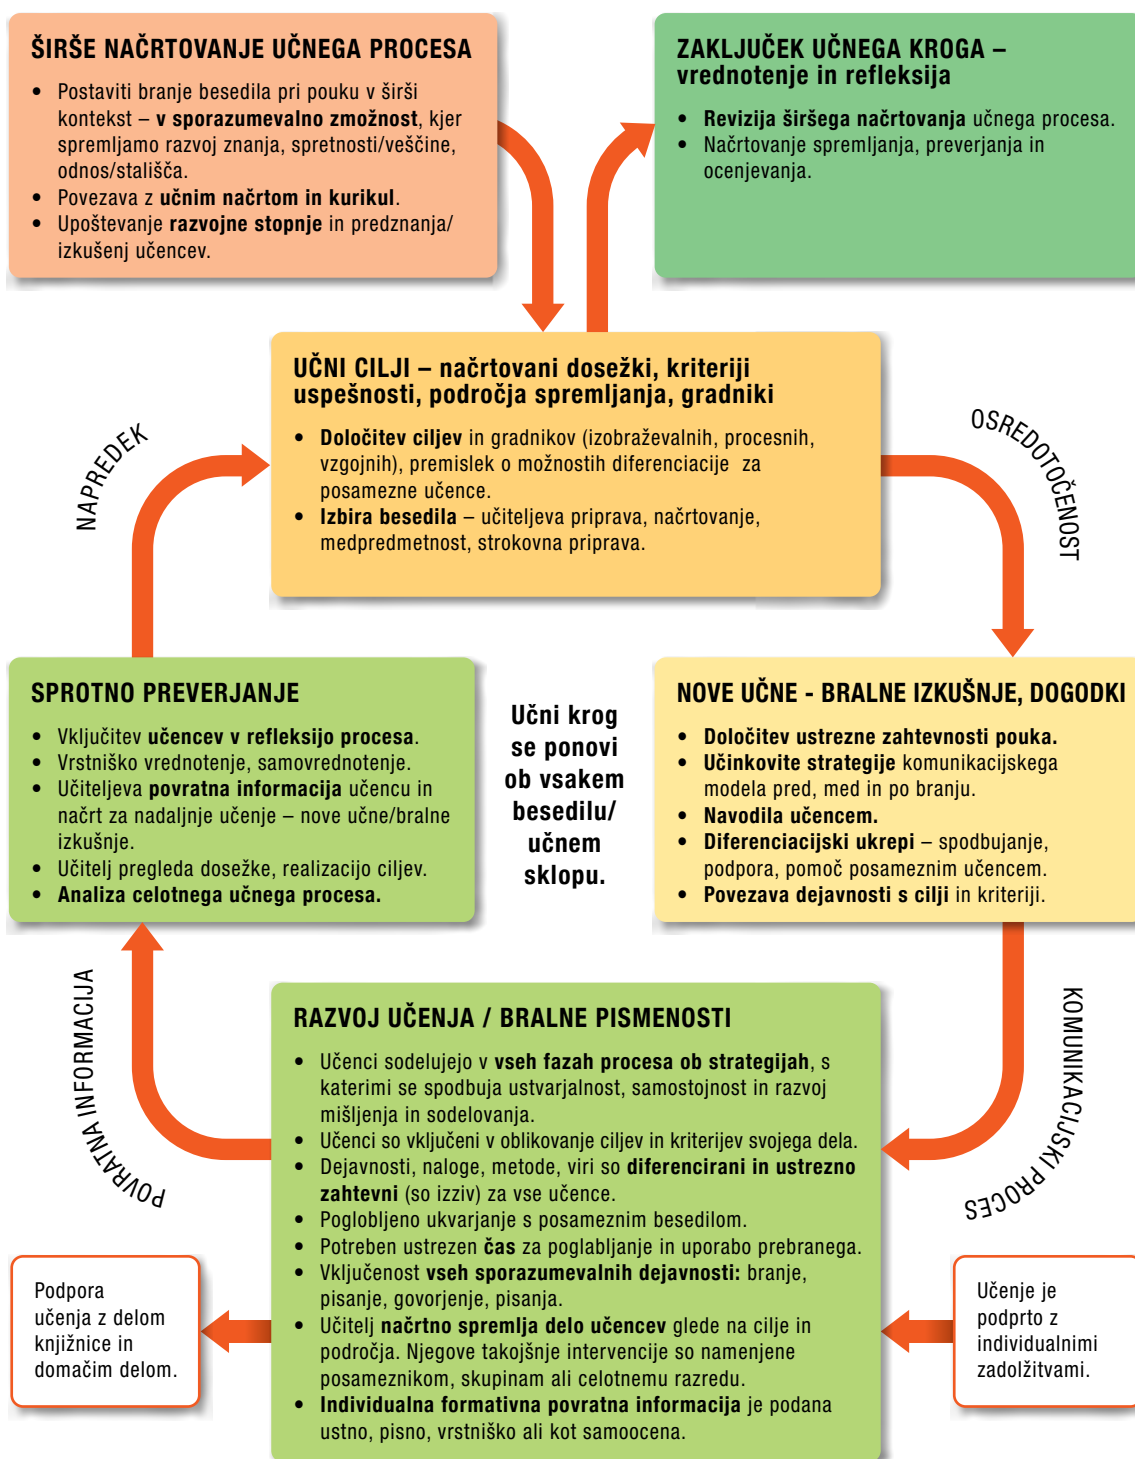 ŠIRŠE NAČRTOVANJE UČNEGA PROCESA
• Postaviti branje besedila pri pouku v širši
kontekst – v sporazumevalno zmožnost, kjer
spremljamo razvoj znanja, spretnosti/veščine,
odnos/stališča.
• Povezava z učnim načrtom in kurikul.
• Upoštevanje razvojne stopnje in predznanja/
izkušenj učencev.
ZAKLJUČEK UČNEGA KROGA –
vrednotenje in refleksija
• Revizija širšega načrtovanja učnega procesa.
• Načrtovanje spremljanja, preverjanja in
ocenjevanja.
UČNI CILJI – načrtovani dosežki, kriteriji
uspešnosti, področja spremljanja, gradniki
• Določitev ciljev in gradnikov (izobraževalnih, procesnih,
vzgojnih), premislek o možnostih diferenciacije za
posamezne učence.
• Izbira besedila – učiteljeva priprava, načrtovanje,
medpredmetnost, strokovna priprava.
NAPREDEK
OSREDOTOČENOST
SPROTNO PREVERJANJE
• Vključitev učencev v refleksijo procesa.
• Vrstniško vrednotenje, samovrednotenje.
• Učiteljeva povratna informacija učencu in
načrt za nadaljnje učenje – nove učne/bralne
izkušnje.
• Učitelj pregleda dosežke, realizacijo ciljev.
• Analiza celotnega učnega procesa.
Učni krog
se ponovi
ob vsakem
besedilu/
učnem
sklopu.
NOVE UČNE - BRALNE IZKUŠNJE, DOGODKI
• Določitev ustrezne zahtevnosti pouka.
• Učinkovite strategije komunikacijskega
modela pred, med in po branju.
• Navodila učencem.
• Diferenciacijski ukrepi – spodbujanje,
podpora, pomoč posameznim učencem.
• Povezava dejavnosti s cilji in kriteriji.
POVRATNA INFORMACIJA
KOMUNIKACIJSKI PROCES
RAZVOJ UČENJA / BRALNE PISMENOSTI
• Učenci sodelujejo v vseh fazah procesa ob strategijah, s
katerimi se spodbuja ustvarjalnost, samostojnost in razvoj
mišljenja in sodelovanja.
• Učenci so vključeni v oblikovanje ciljev in kriterijev svojega dela.
• Dejavnosti, naloge, metode, viri so diferencirani in ustrezno
zahtevni (so izziv) za vse učence.
• Poglobljeno ukvarjanje s posameznim besedilom.
• Potreben ustrezen čas za poglabljanje in uporabo prebranega.
• Vključenost vseh sporazumevalnih dejavnosti: branje,
pisanje, govorjenje, pisanja.
• Učitelj načrtno spremlja delo učencev glede na cilje in
področja. Njegove takojšnje intervencije so namenjene
posameznikom, skupinam ali celotnemu razredu.
• Individualna formativna povratna informacija je podana
ustno, pisno, vrstniško ali kot samoocena.
Podpora
učenja z delom
knjižnice in
domačim delom.
Učenje je
podprto z
individualnimi
zadolžitvami.